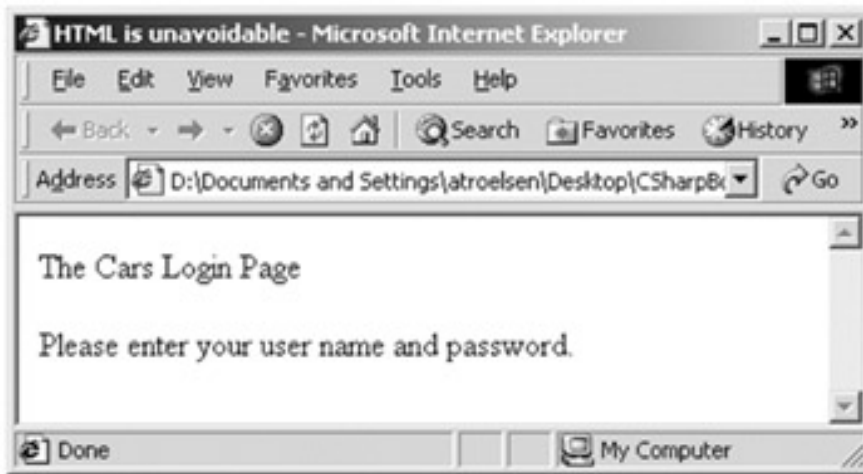 HTML is unavoidable - Microsoft Internet Explorer
File Edit View Favorites Tools Help
Back Search Favorites History »
Address D:\Documents and Settings\atroelsen\Desktop\CSharpBo Go
The Cars Login Page
Please enter your user name and password.
Done My Computer